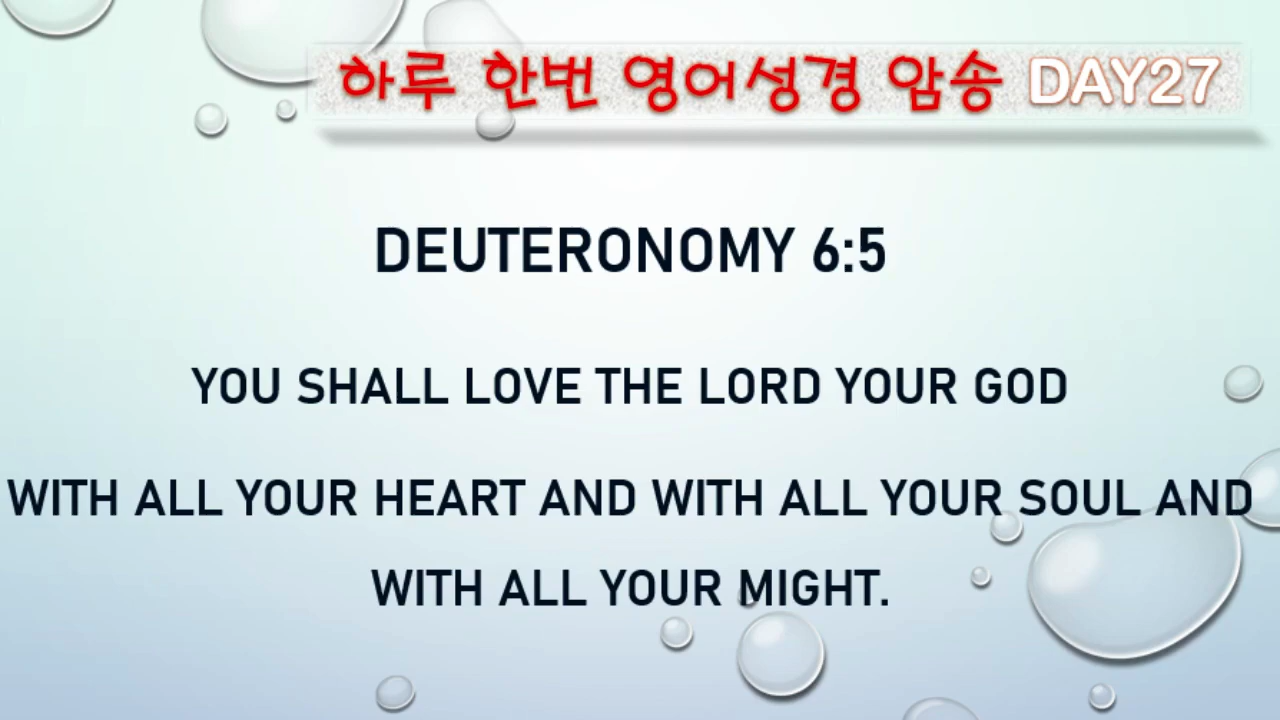 하루 한번 영어성경 암송 DAY27
DEUTERONOMY 6:5
YOU SHALL LOVE THE LORD YOUR GOD
WITH ALL YOUR HEART AND WITH ALL YOUR SOUL AND
WITH ALL YOUR MIGHT.